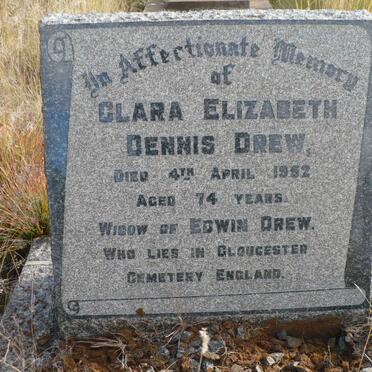 In Affectionate Memory
of
CLARA ELIZABETH
DENNIS DREW,
DIED 4TH APRIL 1952
AGED 74 YEARS.
WIDOW OF EDWIN DREW.
WHO LIES IN GLOUCESTER
CEMETERY ENGLAND.